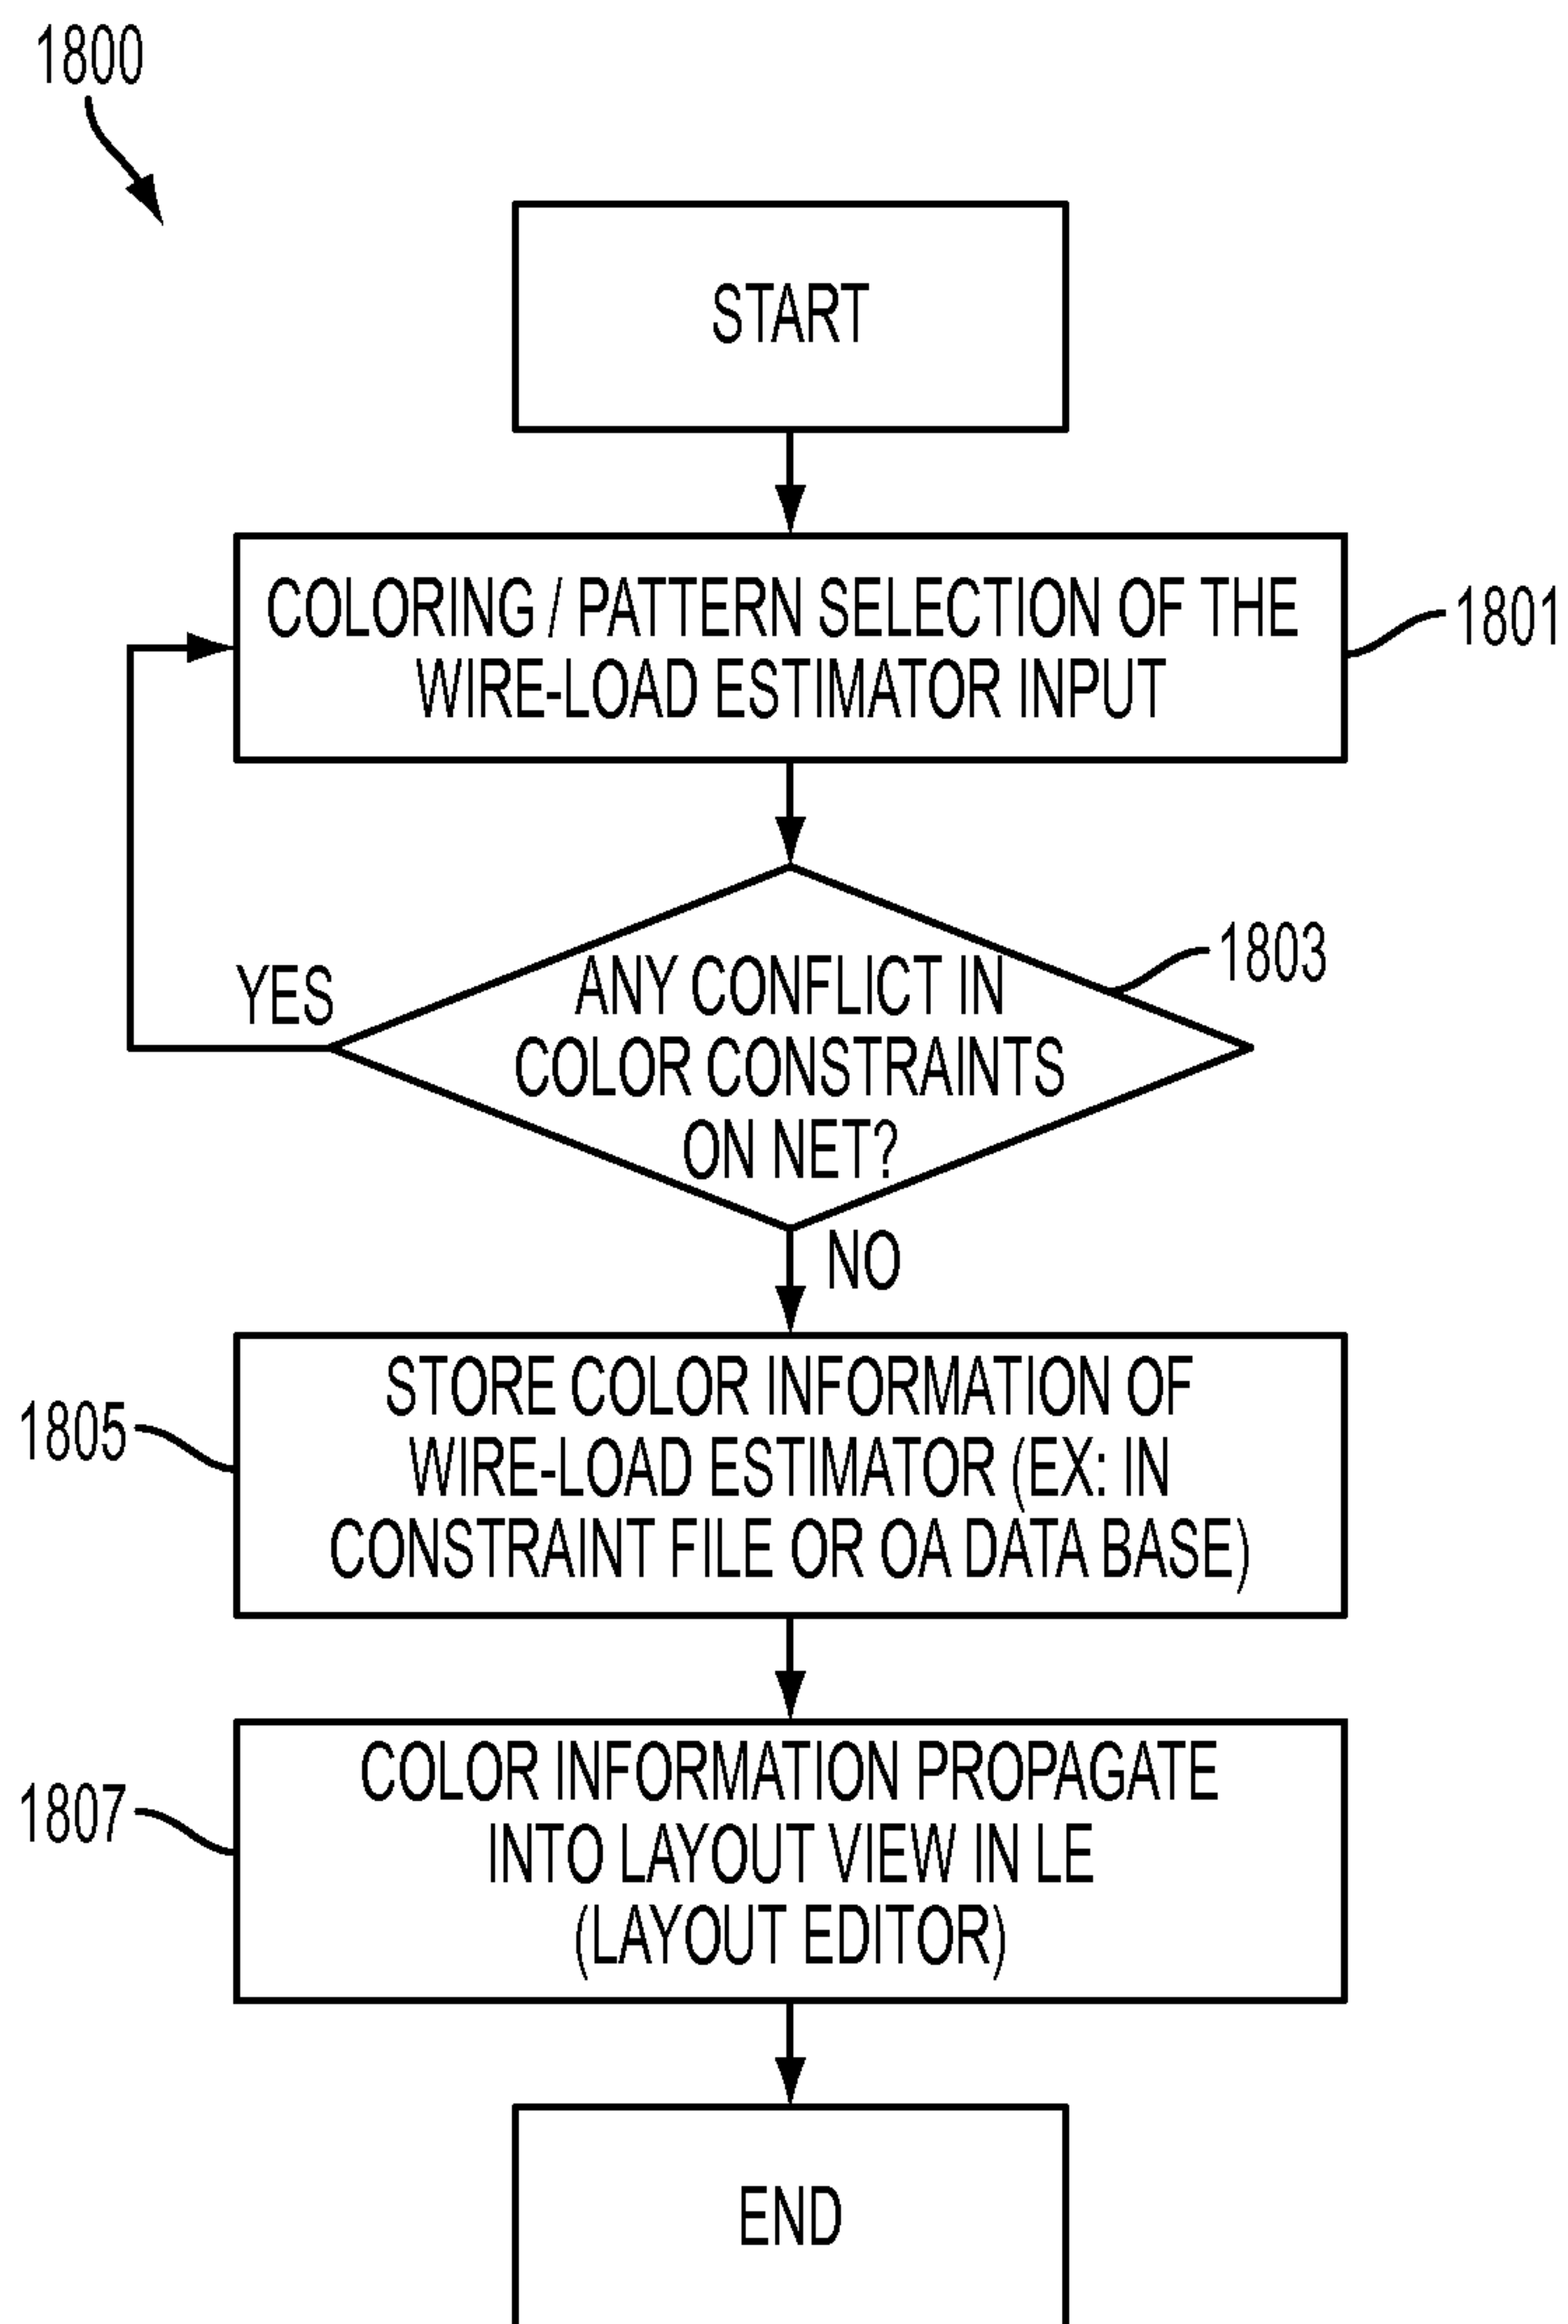 1800
START
COLORING / PATTERN SELECTION OF THE
WIRE-LOAD ESTIMATOR INPUT
1801
ANY CONFLICT IN
COLOR CONSTRAINTS
ON NET?
1803
YES
NO
STORE COLOR INFORMATION OF
WIRE-LOAD ESTIMATOR (EX: IN
CONSTRAINT FILE OR OA DATA BASE)
1805
COLOR INFORMATION PROPAGATE
INTO LAYOUT VIEW IN LE
(LAYOUT EDITOR)
1807
END